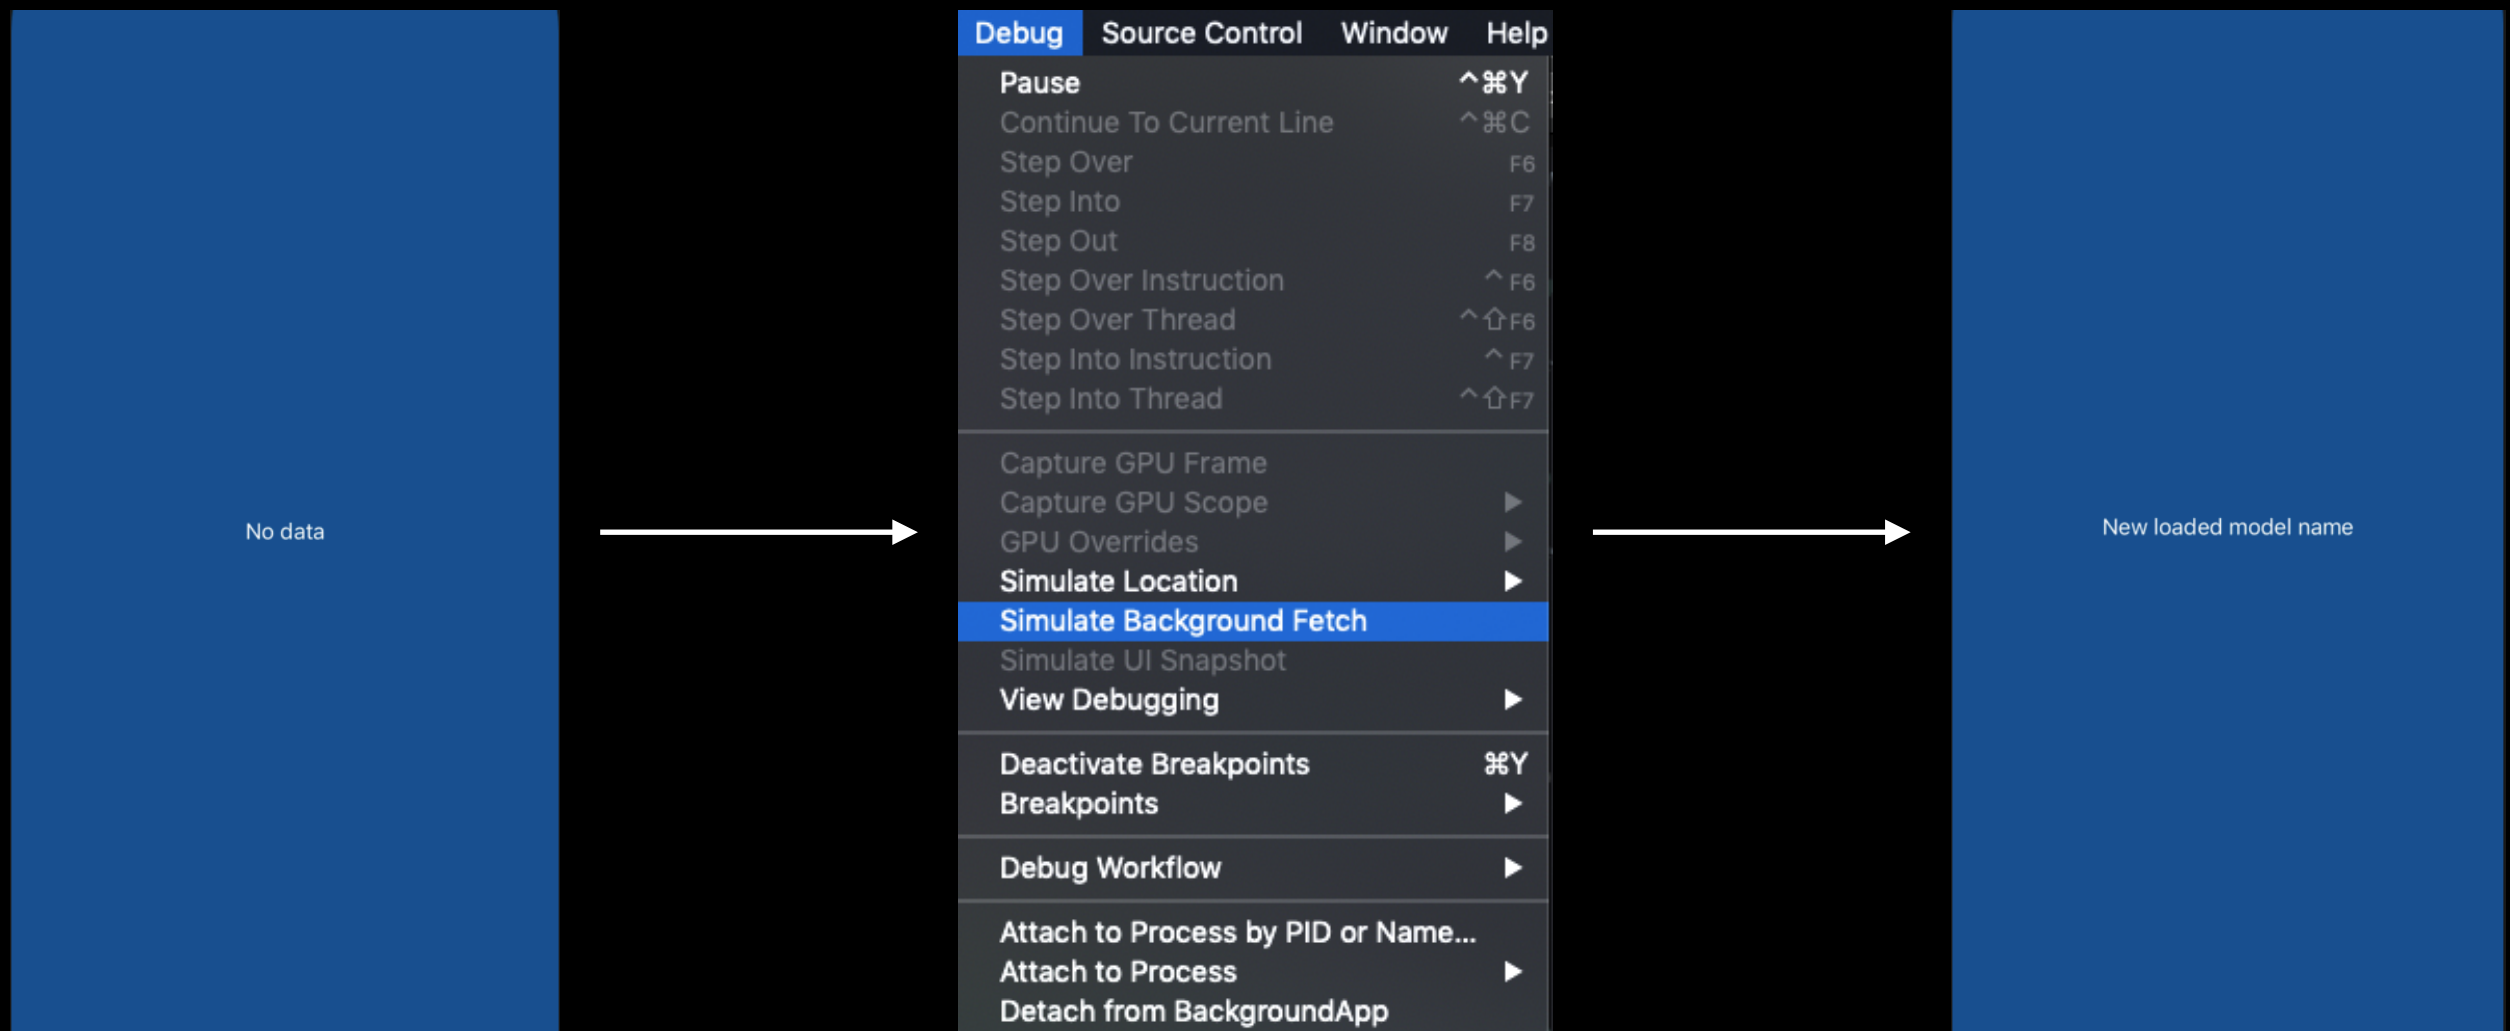 No data
Debug Source Control Window Help
Pause ^⌘Y
Continue To Current Line ^⌘C
Step Over F6
Step Into F7
Step Out F8
Step Over Instruction ^F6
Step Over Thread ^⇧F6
Step Into Instruction ^F7
Step Into Thread ^⇧F7
Capture GPU Frame
Capture GPU Scope ▶
GPU Overrides ▶
Simulate Location ▶
Simulate Background Fetch
Simulate UI Snapshot
View Debugging ▶
Deactivate Breakpoints ⌘Y
Breakpoints ▶
Debug Workflow ▶
Attach to Process by PID or Name...
Attach to Process ▶
Detach from BackgroundApp
New loaded model name